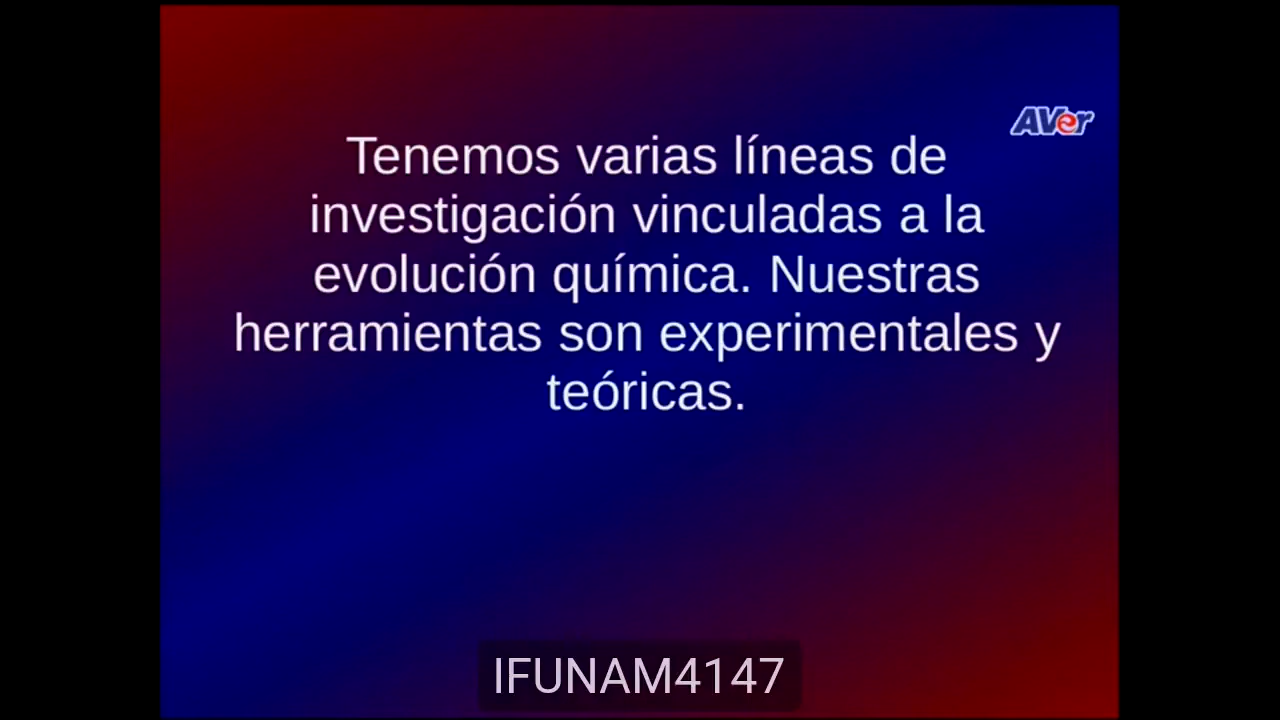 AVer
Tenemos varias líneas de
investigación vinculadas a la
evolución química. Nuestras
herramientas son experimentales y
teóricas.
IFUNAM4147